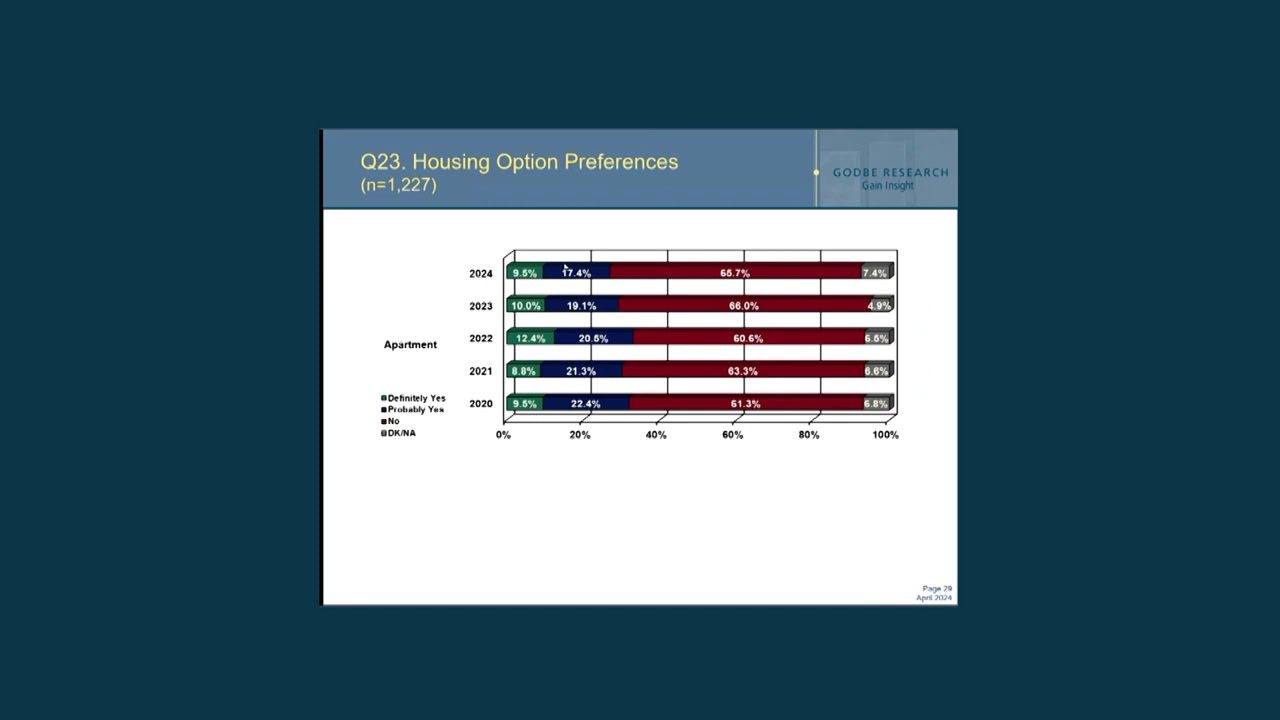 Q23. Housing Option Preferences
(n=1,227)
GODBE RESEARCH
Gain Insight
2024 9.5% 17.4% 65.7% 7.4%
2023 10.0% 19.1% 66.0% 4.9%
2022 12.4% 20.5% 60.6% 6.5%
Apartment
2021 8.8% 21.3% 63.3% 6.6%
Definitely Yes
2020 9.5% 22.4% 61.3% 6.8%
Probably Yes
No
DK/NA
0% 20% 40% 60% 80% 100%
Page 29
April 2024